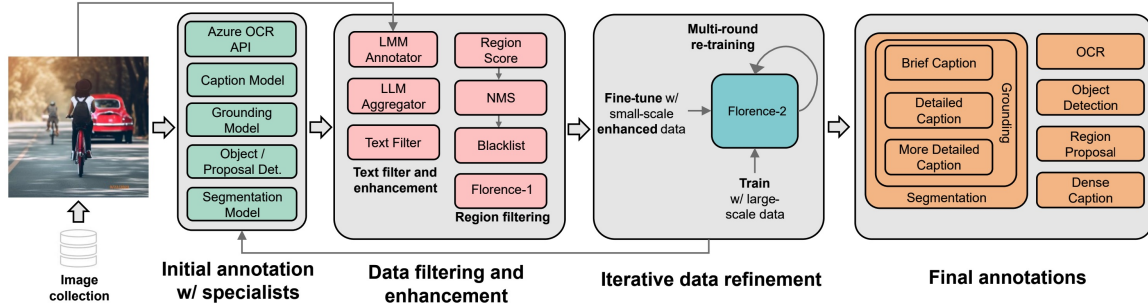 Image
collection
Azure OCR
API
Caption Model
Grounding
Model
Object /
Proposal Det.
Segmentation
Model
Initial annotation
w/ specialists
LMM
Annotator
LLM
Aggregator
Text Filter
Text filter and
enhancement
Region
Score
NMS
Blacklist
Florence-1
Region filtering
Data filtering and
enhancement
Multi-round
re-training
Fine-tune w/
small-scale
enhanced data
Florence-2
Train
w/ large-
scale data
Iterative data refinement
Brief Caption
Detailed
Caption
More Detailed
Caption
Grounding
Segmentation
OCR
Object
Detection
Region
Proposal
Dense
Caption
Final annotations